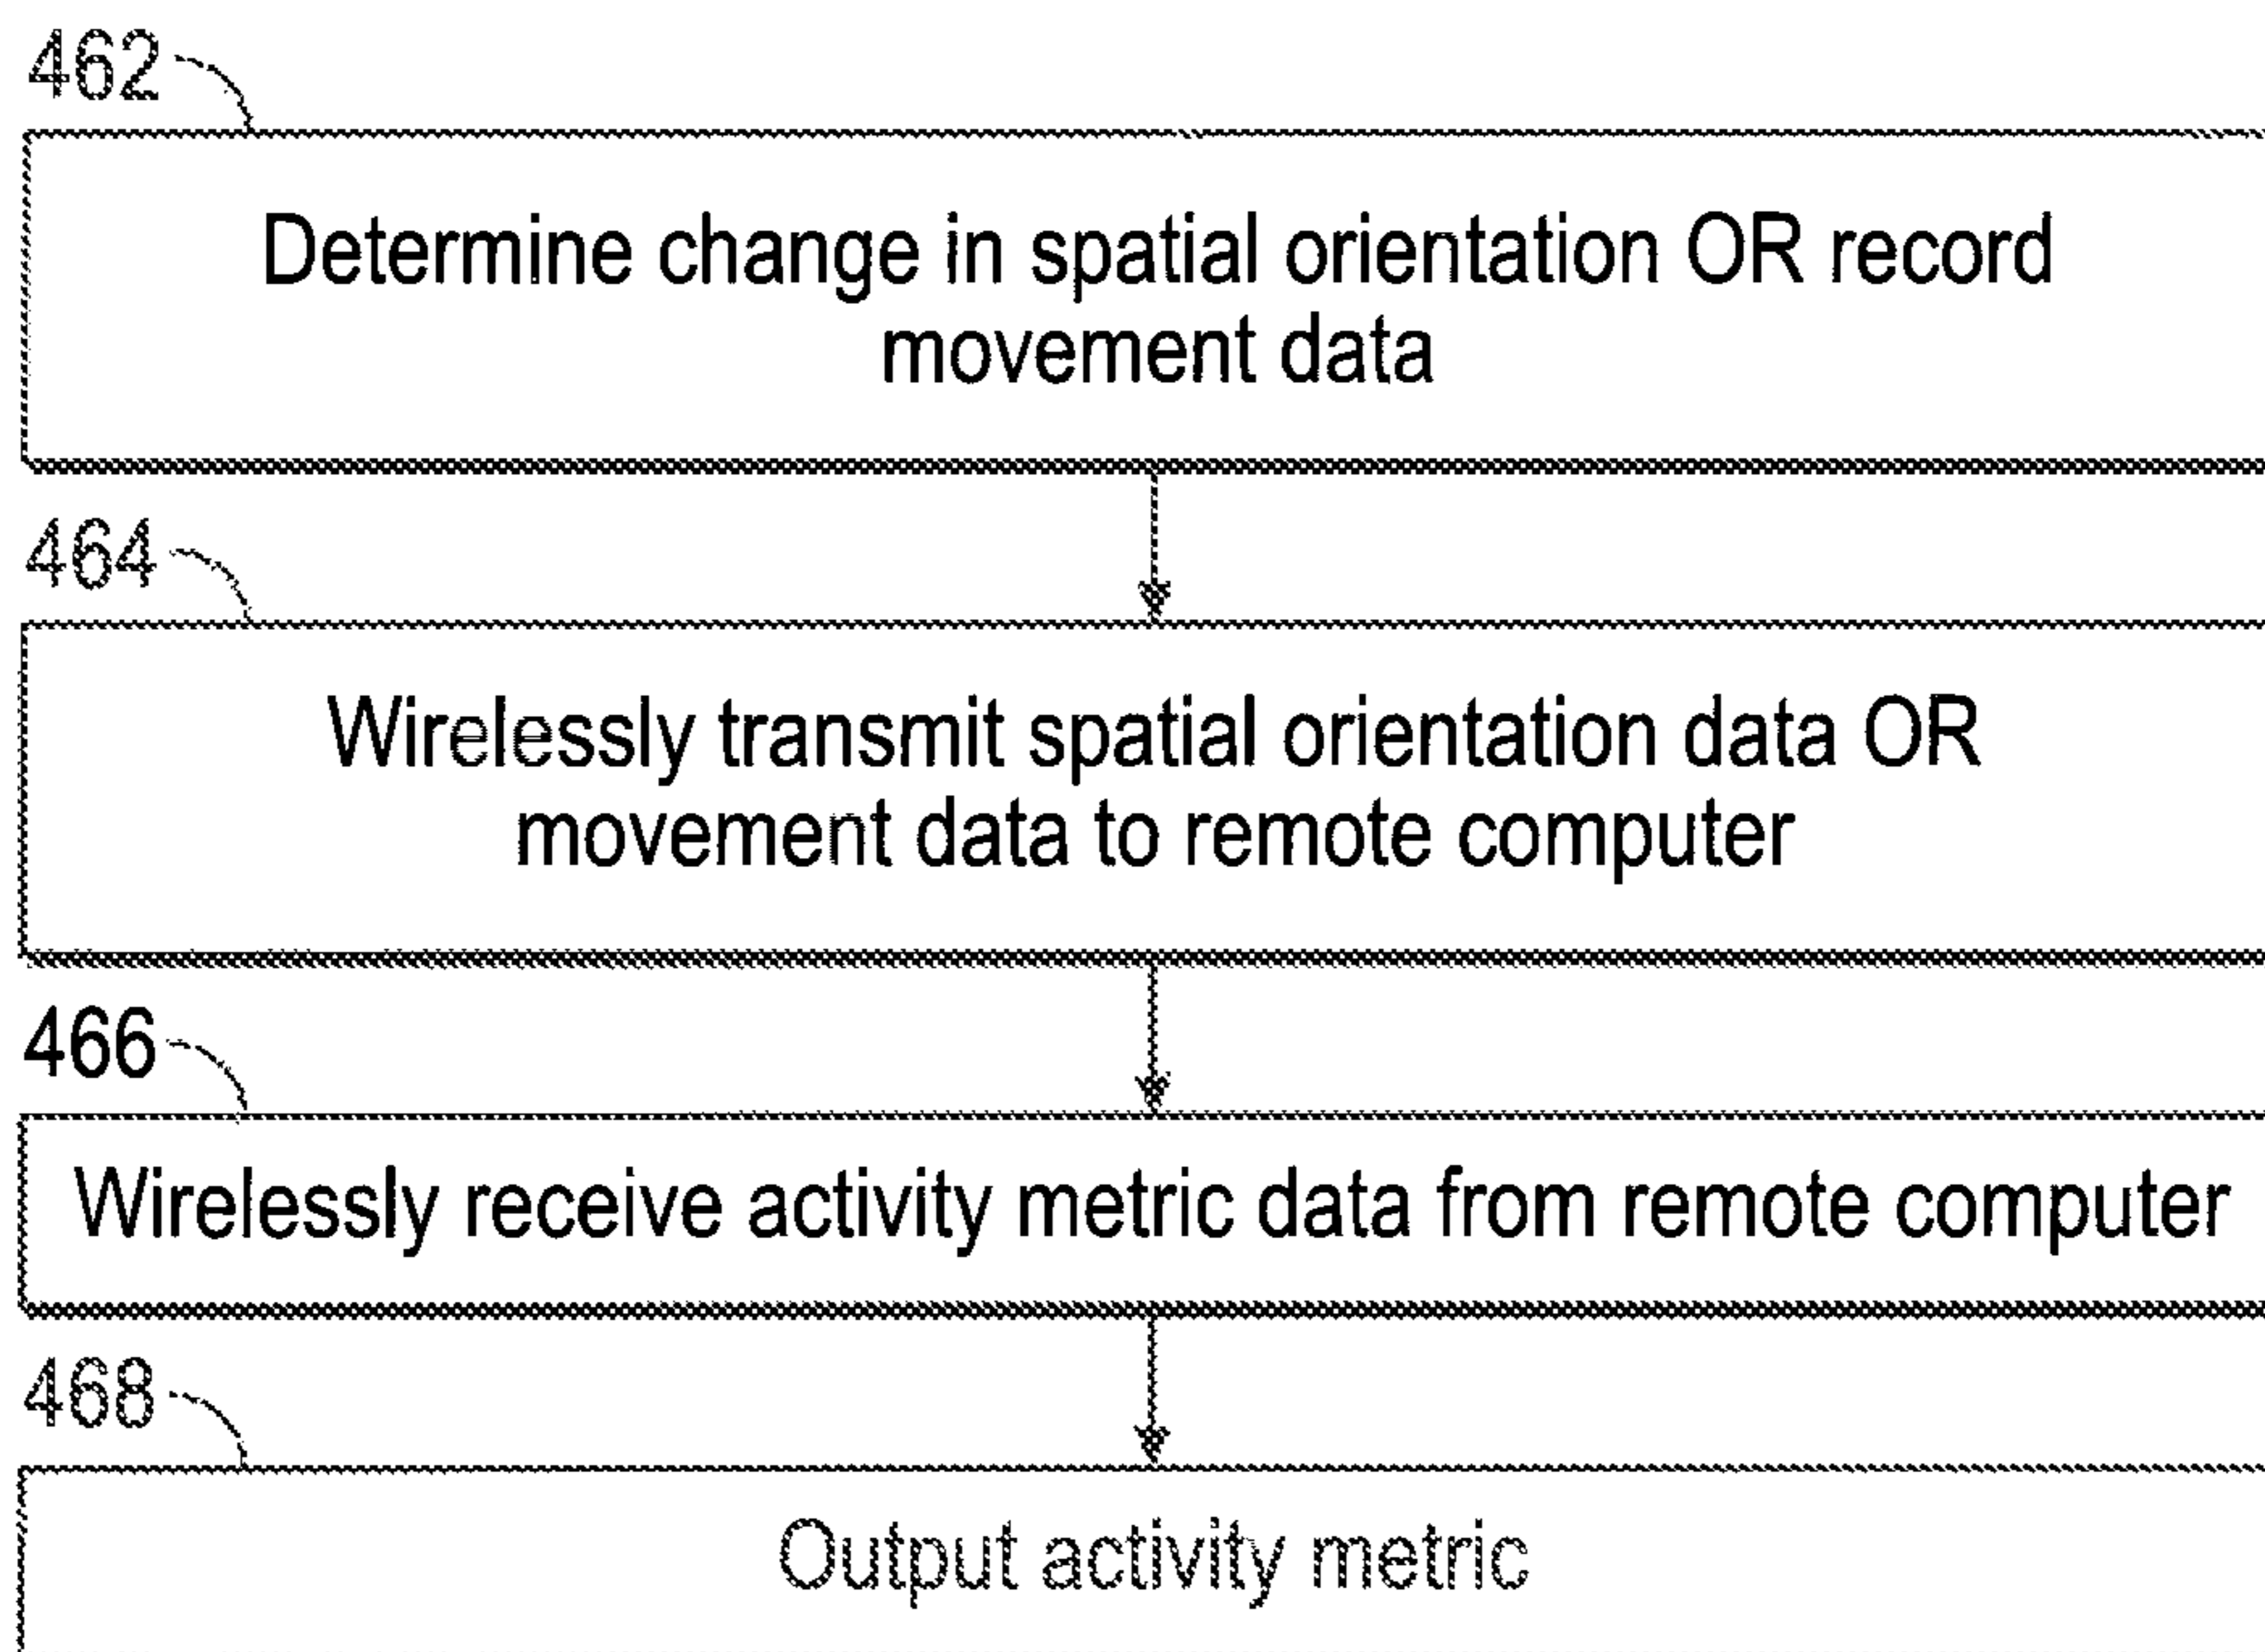 462
Determine change in spatial orientation OR record
movement data
464
Wirelessly transmit spatial orientation data OR
movement data to remote computer
466
Wirelessly receive activity metric data from remote computer
468
Output activity metric